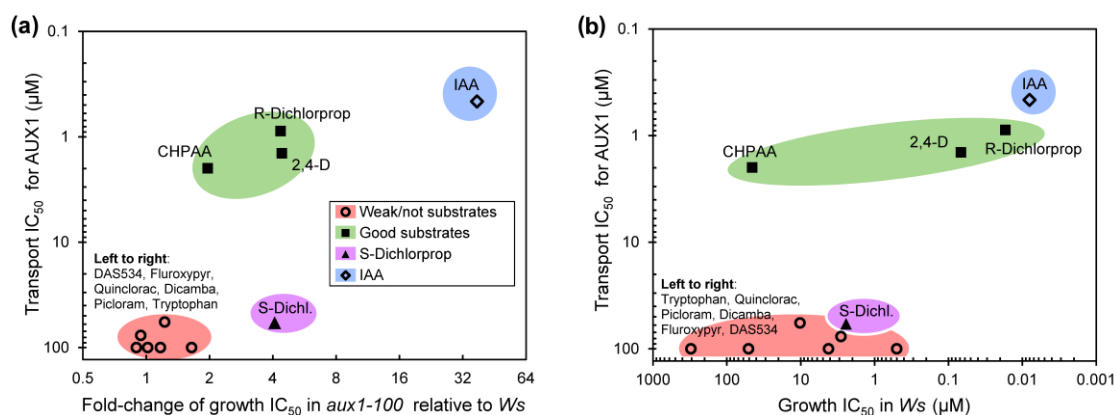 (a)
0.1
1
10
100
Transport IC50 for AUX1 (µM)
IAA
R-Dichlorprop
CHPAA
2,4-D
Weak/not substrates
Good substrates
S-Dichlorprop
IAA
Left to right:
DAS534, Fluroxypyr,
Quinclorac, Dicamba,
Picloram, Tryptophan
S-Dichl.
0.5 1 2 4 8 16 32 64
Fold-change of growth IC50 in aux1-100 relative to Ws
(b)
0.1
1
10
100
Transport IC50 for AUX1 (µM)
IAA
CHPAA
2,4-D
R-Dichlorprop
Left to right:
Tryptophan, Quinclorac,
Picloram, Dicamba,
Fluroxypyr, DAS534
S-Dichl.
1000 100 10 1 0.1 0.01 0.001
Growth IC50 in Ws (µM)